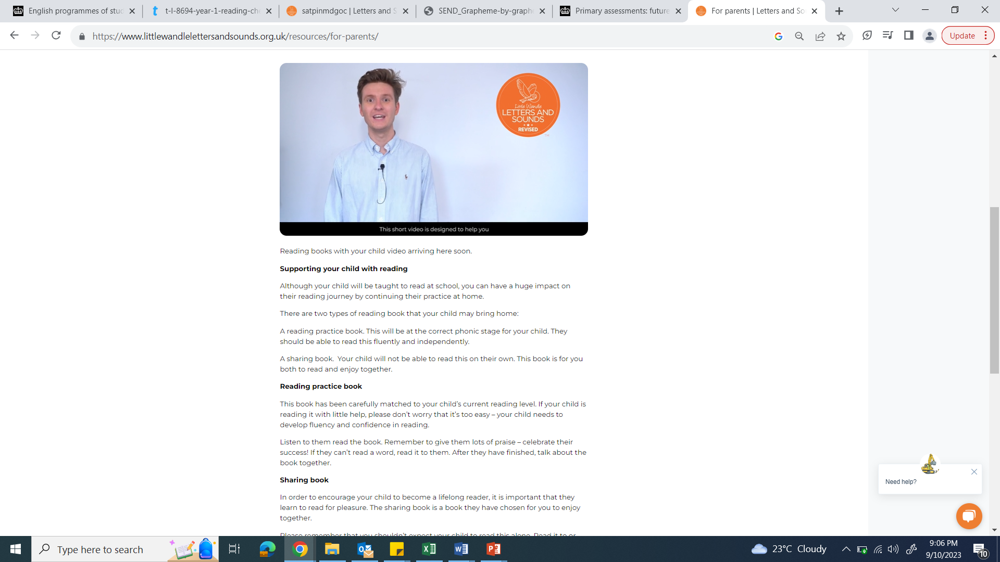 English programmes of stud
t-l-8694-year-1-reading-che
satpinmdgoc | Letters and S
SEND_Grapheme-by-graphe
Primary assessments: future
For parents | Letters and So
https://www.littlewandlelettersandsounds.org.uk/resources/for-parents/
Update
Little Wandle
LETTERS AND
SOUNDS
REVISED
TM
This short video is designed to help you
Reading books with your child video arriving here soon.
Supporting your child with reading
Although your child will be taught to read at school, you can have a huge impact on
their reading journey by continuing their practice at home.
There are two types of reading book that your child may bring home:
A reading practice book. This will be at the correct phonic stage for your child. They
should be able to read this fluently and independently.
A sharing book.  Your child will not be able to read this on their own. This book is for you
both to read and enjoy together.
Reading practice book
This book has been carefully matched to your child’s current reading level. If your child is
reading it with little help, please don’t worry that it’s too easy – your child needs to
develop fluency and confidence in reading.
Listen to them read the book. Remember to give them lots of praise – celebrate their
success! If they can’t read a word, read it to them. After they have finished, talk about the
book together.
Sharing book
In order to encourage your child to become a lifelong reader, it is important that they
learn to read for pleasure. The sharing book is a book they have chosen for you to enjoy
together.
Please remember that you shouldn’t expect your child to read this alone. Read it to or
Need help?
Type here to search
23°C Cloudy
9:06 PM
9/10/2023
10